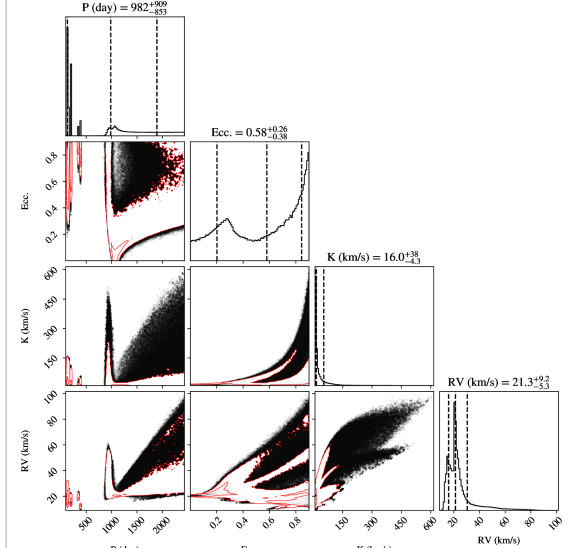 P (day) = 982+909−853
Ecc. = 0.58+0.26−0.38
0.8
0.6
0.4
0.2
Ecc.
K (km/s) = 16.0+38−4.3
600
450
300
150
K (km/s)
RV (km/s) = 21.3+9.2−5.3
100
80
60
40
20
RV (km/s)
500 1000 1500 2000
0.2 0.4 0.6 0.8
150 300 450 600
20 40 60 80 100
RV (km/s)